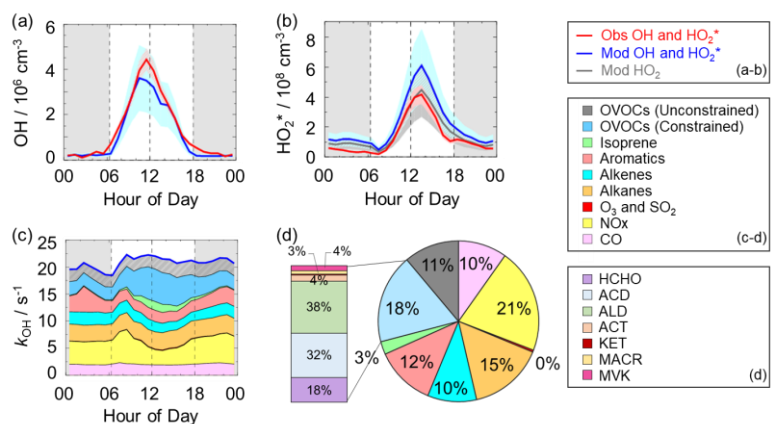 (a)
OH / 10⁶ cm⁻³
6
4
2
0
00 06 12 18 00
Hour of Day
(b)
HO₂* / 10⁸ cm⁻³
8
6
4
2
0
00 06 12 18 00
Hour of Day
Obs OH and HO₂*
Mod OH and HO₂*
Mod HO₂
(a-b)
OVOCs (Unconstrained)
OVOCs (Constrained)
Isoprene
Aromatics
Alkenes
Alkanes
O₃ and SO₂
NOx
CO
(c-d)
(c)
k_OH / s⁻¹
25
20
15
10
5
0
00 06 12 18 00
Hour of Day
(d)
3% 4%
4%
38%
32%
18%
11%
10%
21%
0%
15%
10%
12%
3%
18%
HCHO
ACD
ALD
ACT
KET
MACR
MVK
(d)